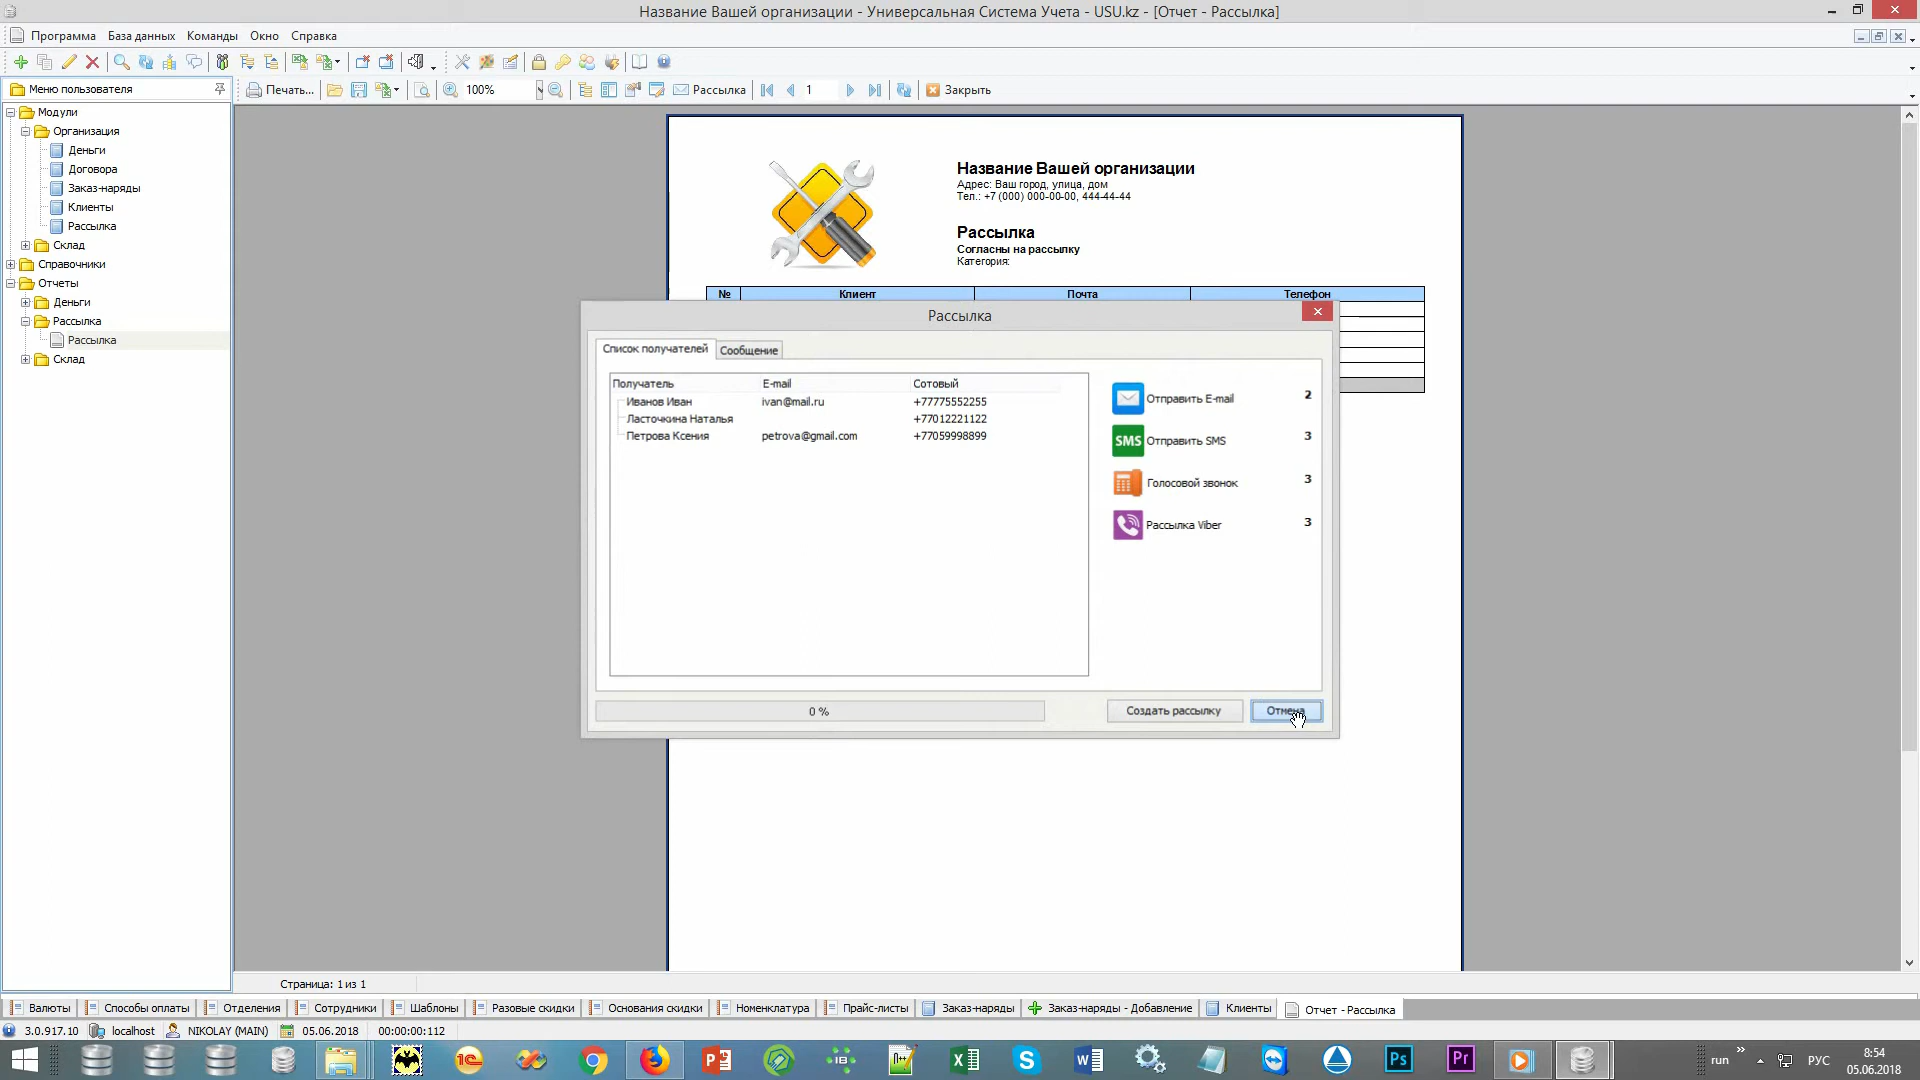 Название Вашей организации - Универсальная Система Учета - USU.kz - [Отчет - Рассылка]
Программа База данных Команды Окно Справка
Меню пользователя
Печать... 100% Рассылка 1 Закрыть
Модули
Организация
Деньги
Договора
Заказ-наряды
Клиенты
Рассылка
Склад
Справочники
Отчеты
Деньги
Рассылка
Рассылка
Склад
Название Вашей организации
Адрес: Ваш город, улица, дом
Тел.: +7 (000) 000-00-00, 444-44-44
Рассылка
Согласны на рассылку
Категория:
№ Клиент Почта Телефон
Рассылка
Список получателей Сообщение
Получатель E-mail Сотовый
Иванов Иван ivan@mail.ru +77775552255
Ласточкина Наталья +77012221122
Петрова Ксения petrova@gmail.com +77059998899
Отправить E-mail 2
SMS Отправить SMS 3
Голосовой звонок 3
Рассылка Viber 3
0 % Создать рассылку Отмена
Страница: 1 из 1
Валюты Способы оплаты Отделения Сотрудники Шаблоны Разовые скидки Основания скидки Номенклатура Прайс-листы Заказ-наряды Заказ-наряды - Добавление Клиенты Отчет - Рассылка
3.0.917.10 localhost NIKOLAY (MAIN) 05.06.2018 00:00:00:112
run » РУС 8:54
05.06.2018